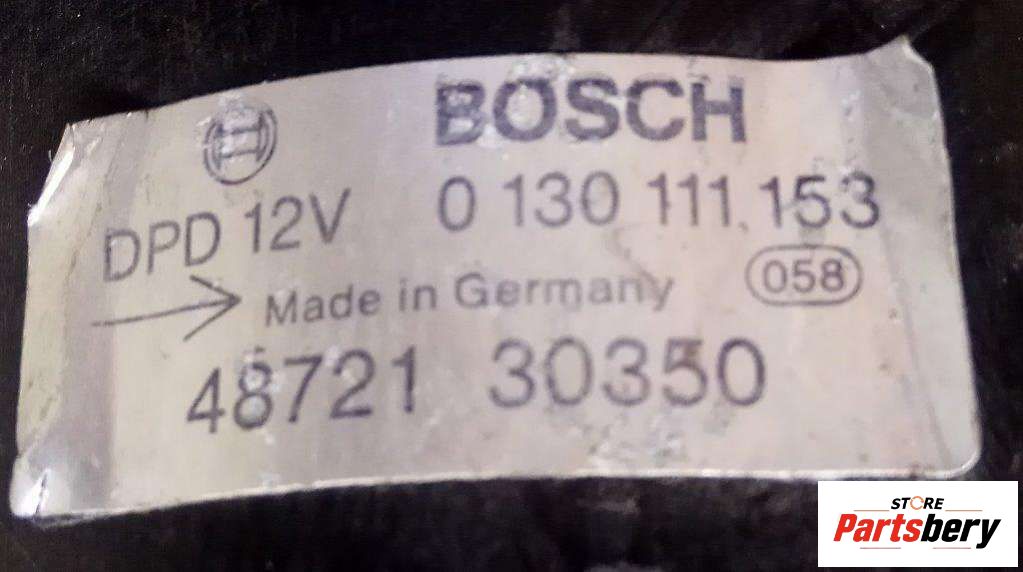 BOSCH
DPD 12V 0 130 111 153
Made in Germany 058
48721 30350
STORE
Partsbery